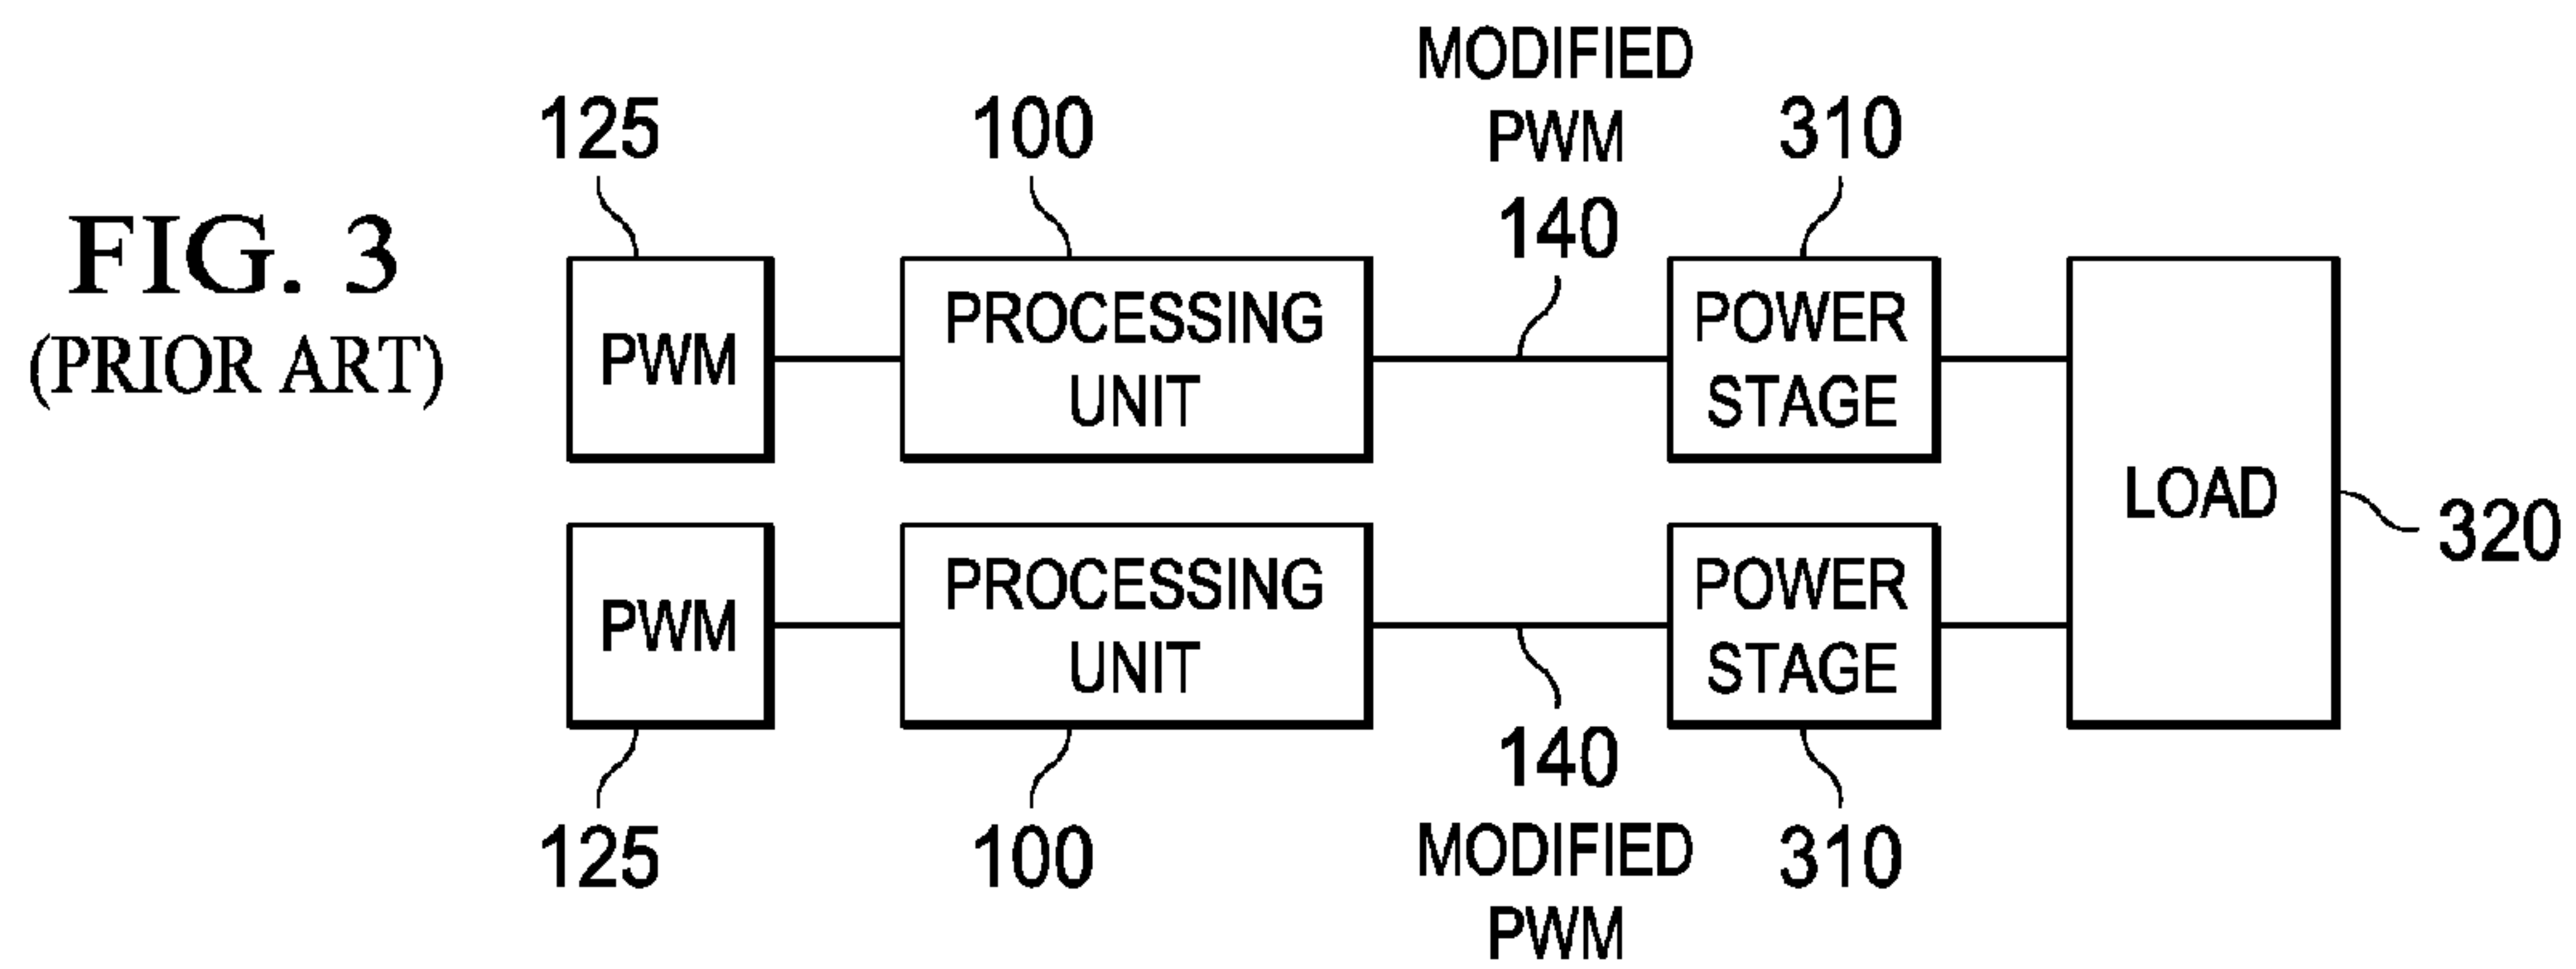 FIG. 3
(PRIOR ART)
MODIFIED
PWM
125
100
140
310
PWM
PROCESSING
UNIT
POWER
STAGE
LOAD
320
PWM
PROCESSING
UNIT
POWER
STAGE
125
100
140
MODIFIED
PWM
310